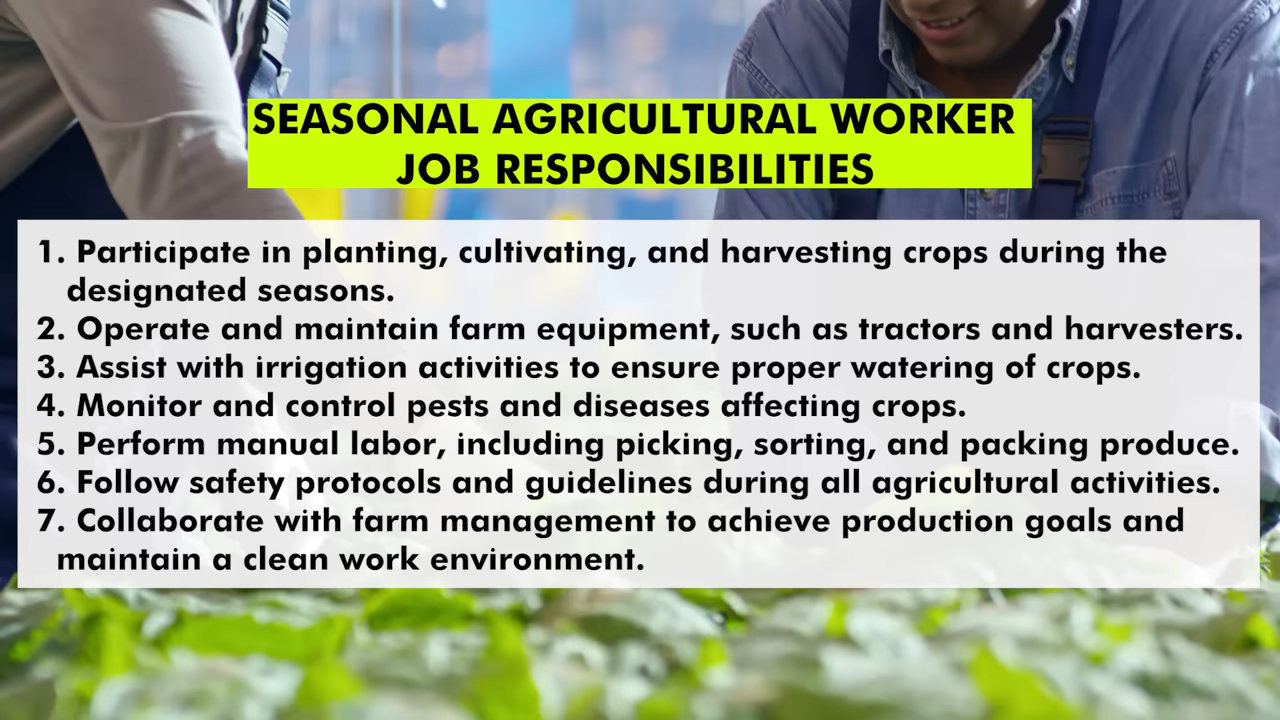 SEASONAL AGRICULTURAL WORKER
JOB RESPONSIBILITIES
1. Participate in planting, cultivating, and harvesting crops during the
designated seasons.
2. Operate and maintain farm equipment, such as tractors and harvesters.
3. Assist with irrigation activities to ensure proper watering of crops.
4. Monitor and control pests and diseases affecting crops.
5. Perform manual labor, including picking, sorting, and packing produce.
6. Follow safety protocols and guidelines during all agricultural activities.
7. Collaborate with farm management to achieve production goals and
maintain a clean work environment.